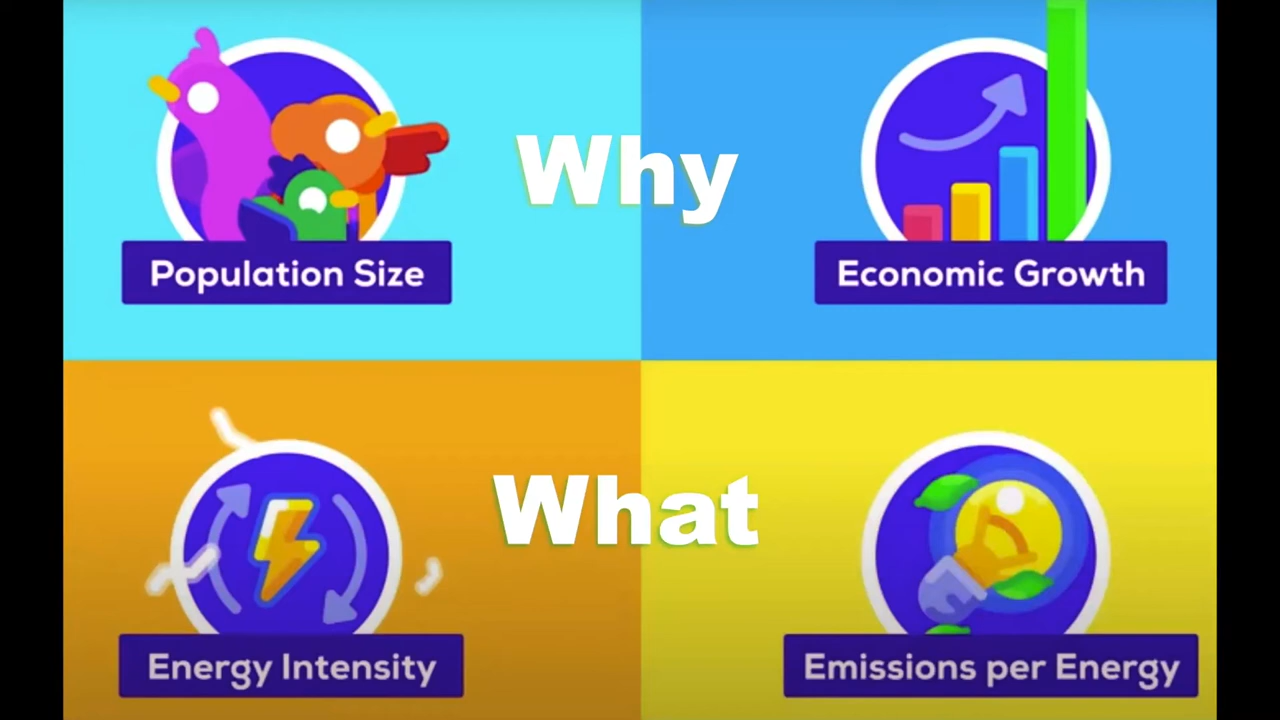 Why
Population Size
Economic Growth
What
Energy Intensity
Emissions per Energy